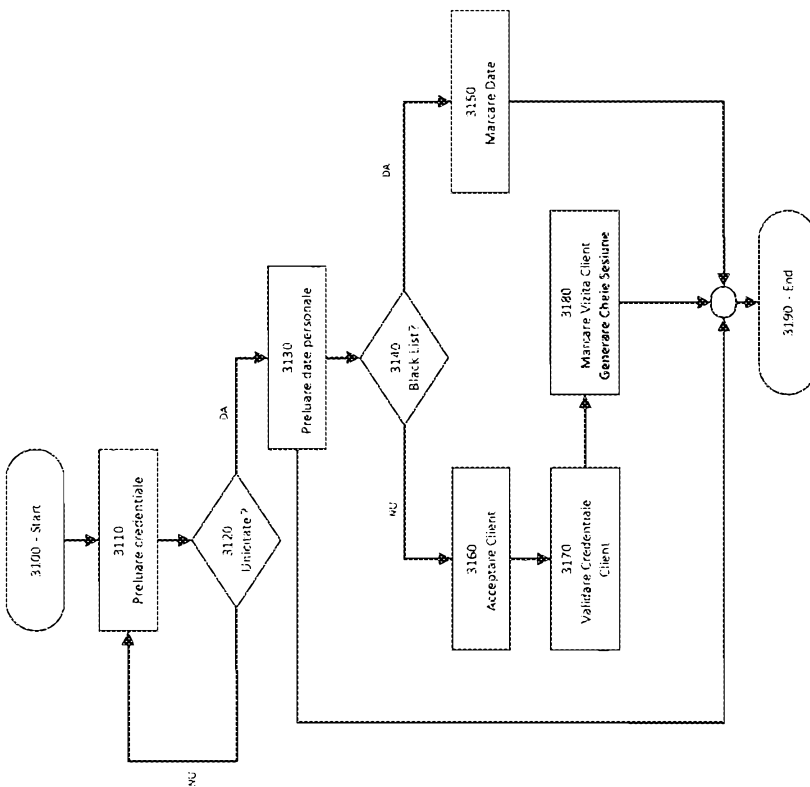 3100 - Start
3110
Preluare credentiale
3120
Unicitate?
NU
DA
3130
Preluare date personale
3140
Black List?
NU
DA
3150
Marcare Date
3160
Acceptare Client
3170
Validare Credentiale
Client
3180
Marcare Vizita Client
Generare Cheie Sesiune
3190 - End